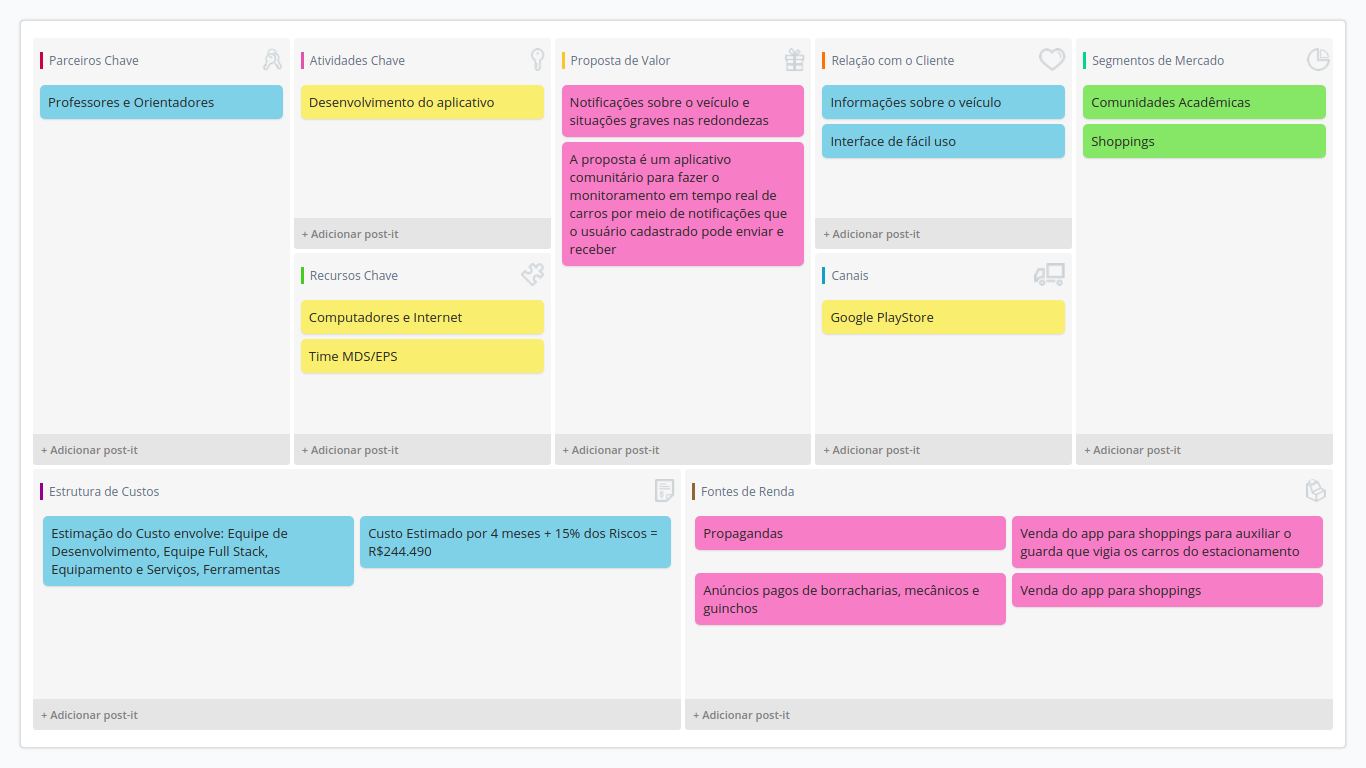 Parceiros Chave
Professores e Orientadores
+ Adicionar post-it
Atividades Chave
Desenvolvimento do aplicativo
+ Adicionar post-it
Recursos Chave
Computadores e Internet
Time MDS/EPS
+ Adicionar post-it
Proposta de Valor
Notificações sobre o veículo e
situações graves nas redondezas
A proposta é um aplicativo
comunitário para fazer o
monitoramento em tempo real de
carros por meio de notificações que
o usuário cadastrado pode enviar e
receber
+ Adicionar post-it
Relação com o Cliente
Informações sobre o veículo
Interface de fácil uso
+ Adicionar post-it
Canais
Google PlayStore
+ Adicionar post-it
Segmentos de Mercado
Comunidades Acadêmicas
Shoppings
+ Adicionar post-it
Estrutura de Custos
Estimação do Custo envolve: Equipe de
Desenvolvimento, Equipe Full Stack,
Equipamento e Serviços, Ferramentas
Custo Estimado por 4 meses + 15% dos Riscos =
R$244.490
+ Adicionar post-it
Fontes de Renda
Propagandas
Venda do app para shoppings para auxiliar o
guarda que vigia os carros do estacionamento
Anúncios pagos de borracharias, mecânicos e
guinchos
Venda do app para shoppings
+ Adicionar post-it